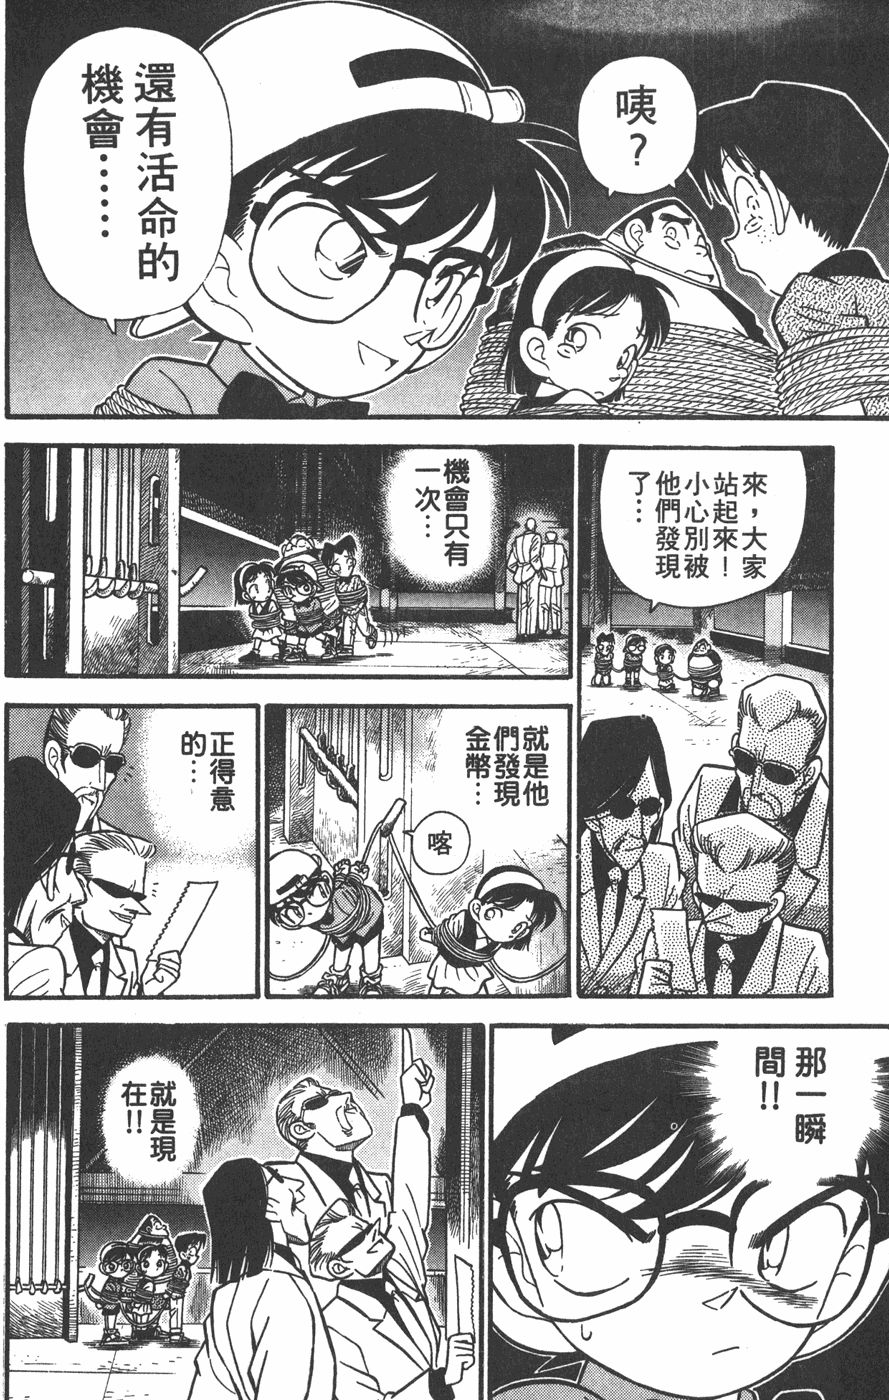 咦？
還有活命的
機會……
來，大家
站起來！
小心別被
他們發現
了…
機會只有
一次…
就是他
們發現
金幣…
喀
正得意
的…
那一瞬
間!!
就是現
在!!